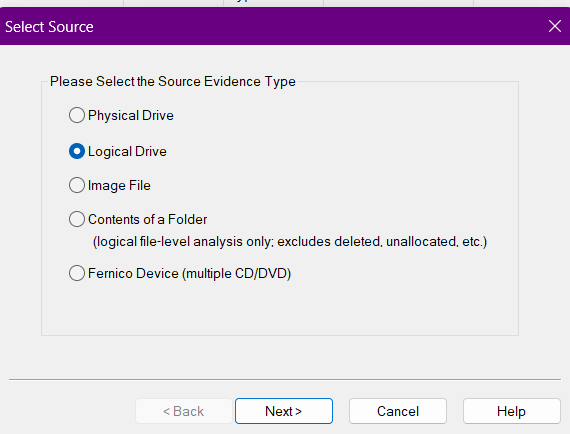 Select Source
Please Select the Source Evidence Type
Physical Drive
Logical Drive
Image File
Contents of a Folder
(logical file-level analysis only; excludes deleted, unallocated, etc.)
Fernico Device (multiple CD/DVD)
< Back Next > Cancel Help